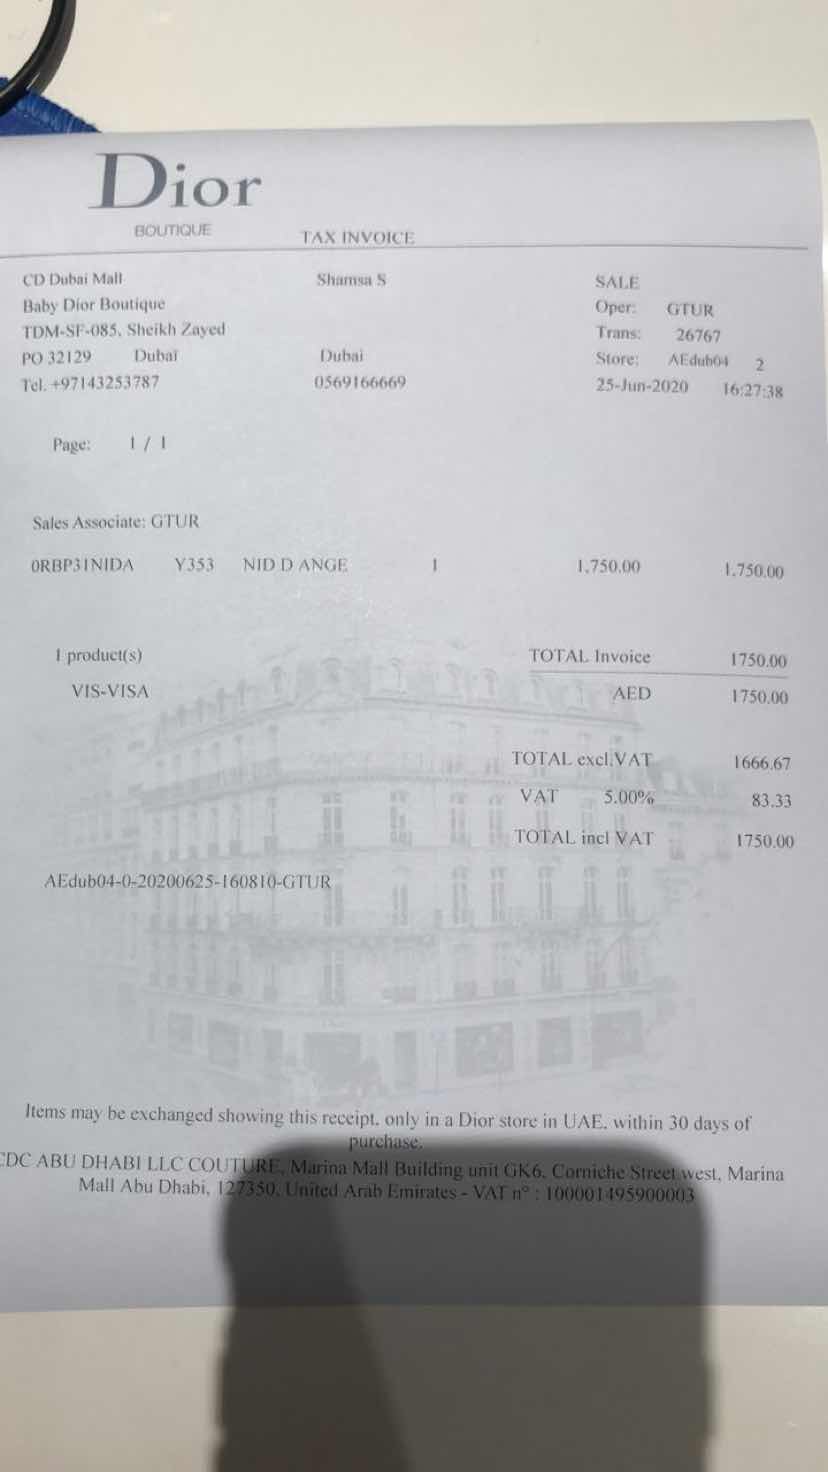 Dior
BOUTIQUE
TAX INVOICE
CD Dubai Mall Shamsa S SALE
Baby Dior Boutique Oper: GTUR
TDM-SF-085, Sheikh Zayed Trans: 26767
PO 32129 Dubai Dubai Store: AEdub04 2
Tel. +97143253787 0569166669 25-Jun-2020 16:27:38
Page: 1 / 1
Sales Associate: GTUR
0RBP31NIDA Y353 NID D ANGE 1 1,750.00 1,750.00
1 product(s) TOTAL Invoice 1750.00
VIS-VISA AED 1750.00
TOTAL excl.VAT 1666.67
VAT 5.00% 83.33
TOTAL incl VAT 1750.00
AEdub04-0-20200625-160810-GTUR
Items may be exchanged showing this receipt, only in a Dior store in UAE, within 30 days of
purchase.
CDC ABU DHABI LLC COUTURE, Marina Mall Building unit GK6, Corniche Street west, Marina
Mall Abu Dhabi, 127350, United Arab Emirates - VAT n° : 100001495900003